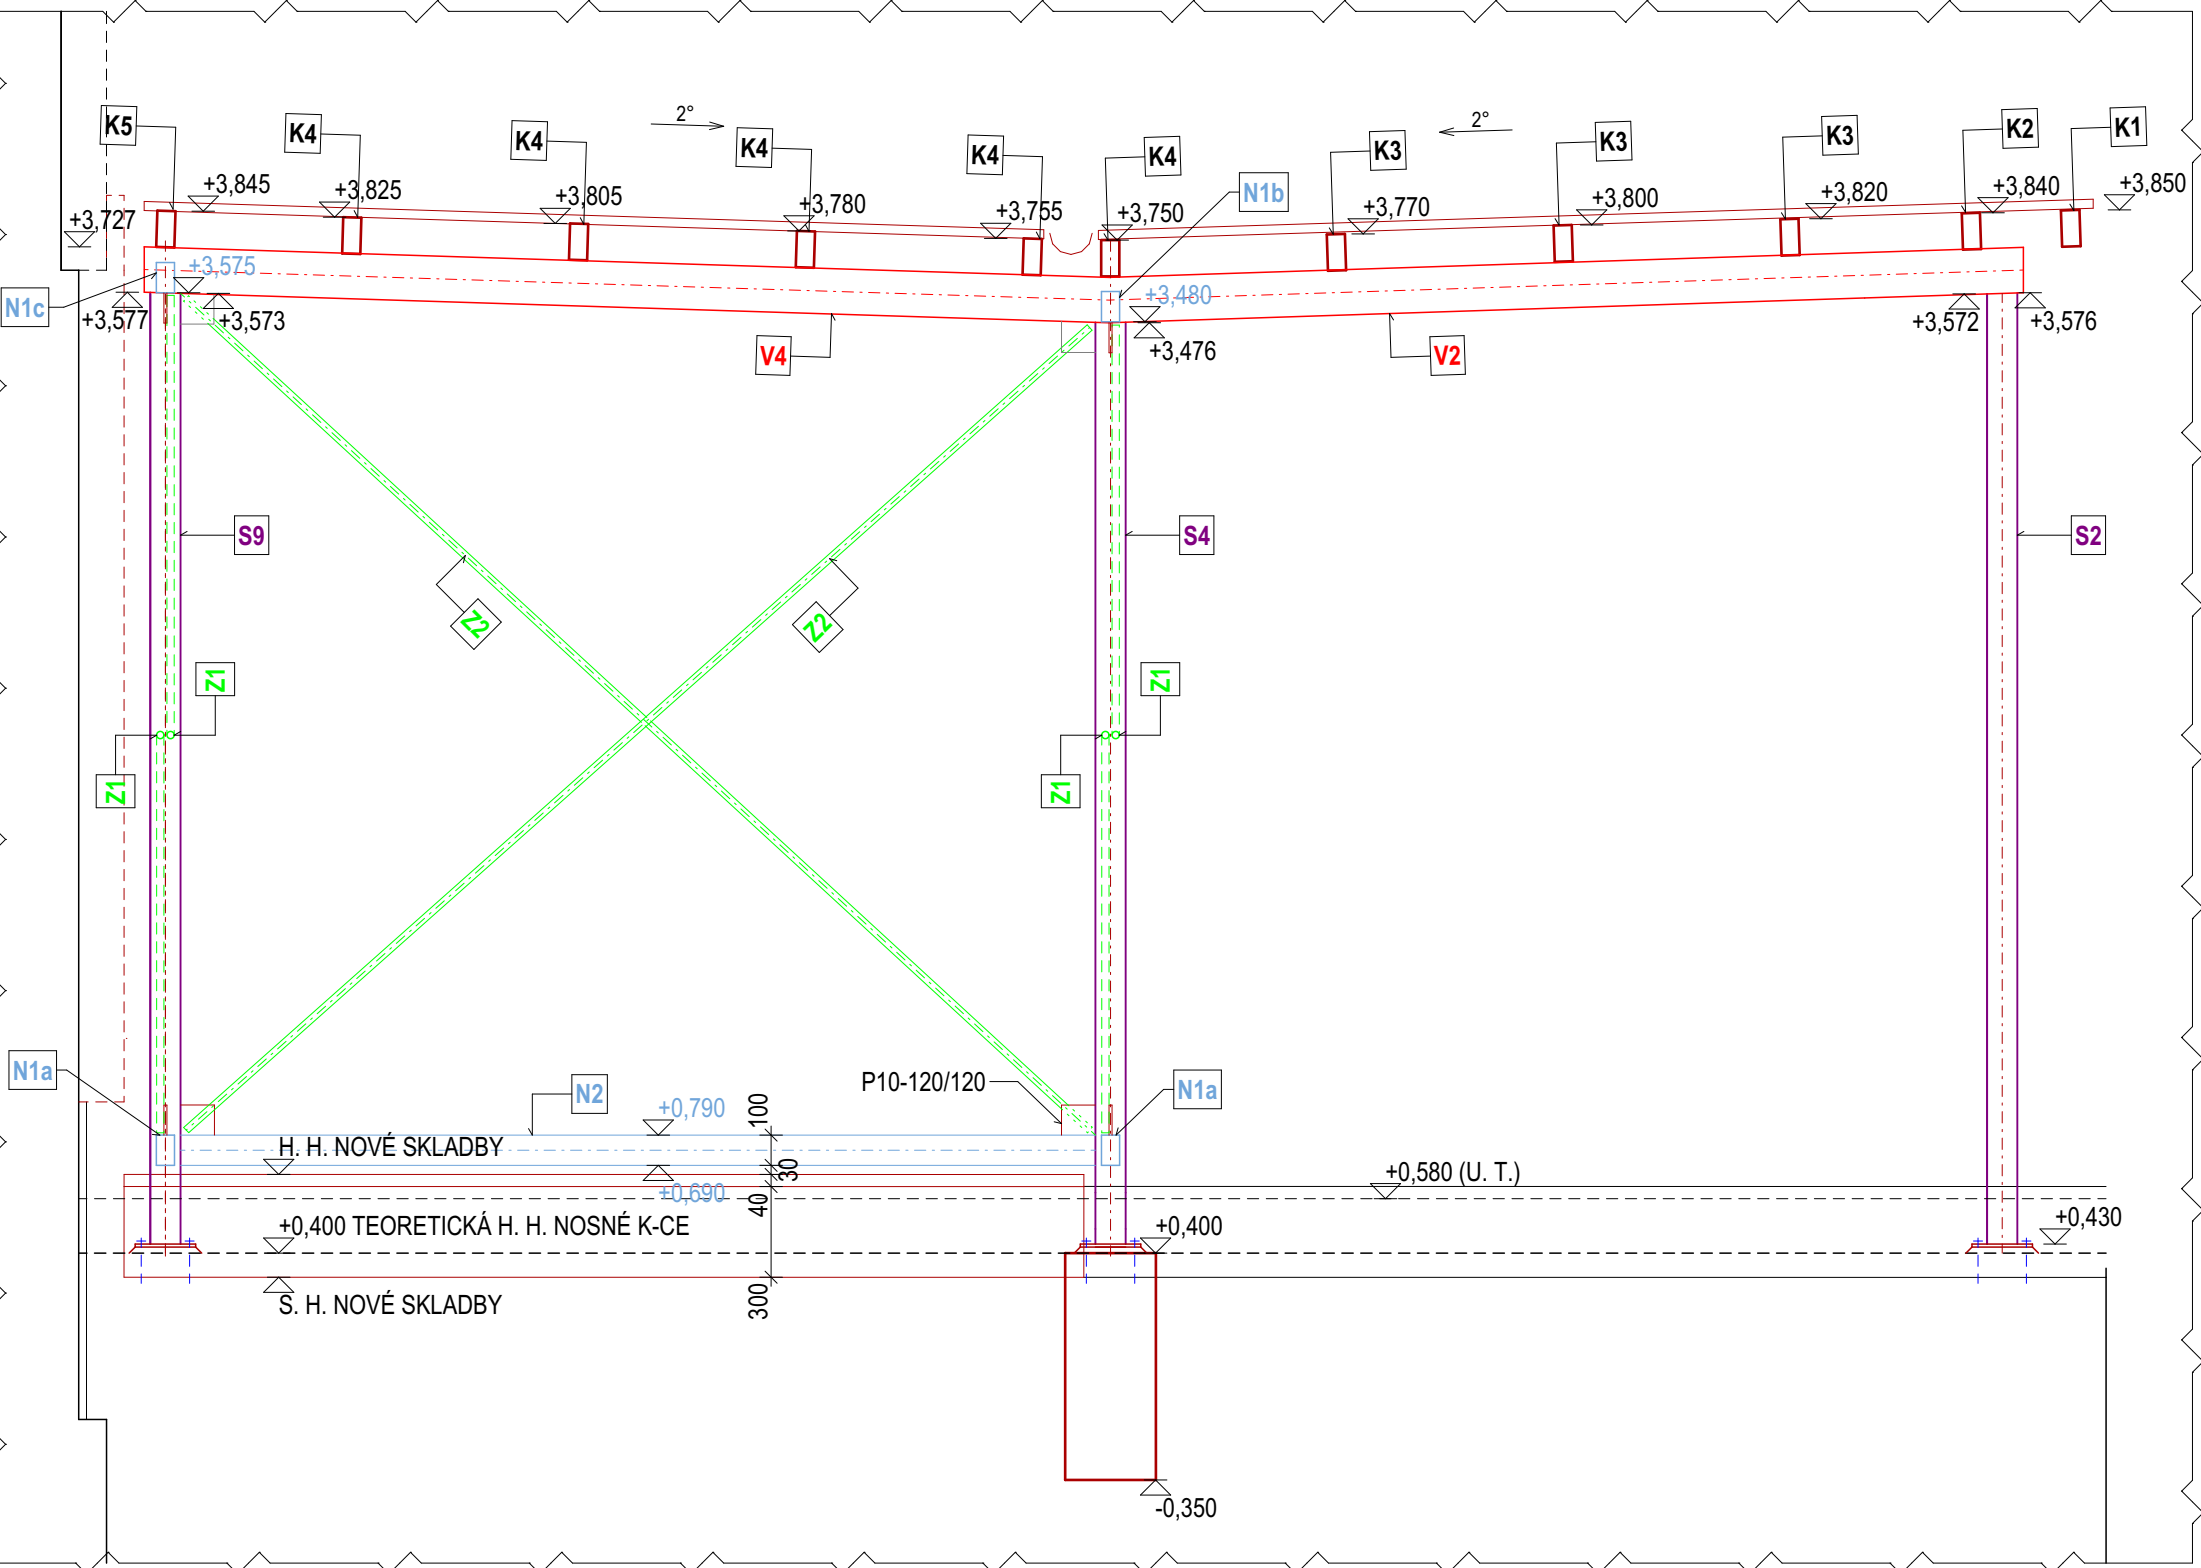 2°
2°
K5
K4
K4
K4
K4
K4
K3
K3
K3
K2
K1
+3,845
+3,825
+3,805
+3,780
+3,755
+3,750
+3,770
+3,800
+3,820
+3,840
+3,850
N1b
+3,727
+3,575
+3,480
N1c
+3,577
+3,573
+3,476
+3,572
+3,576
V4
V2
S9
S4
S2
Z2
Z2
Z1
Z1
Z1
Z1
N1a
N2
P10-120/120
N1a
+0,790
100
H. H. NOVÉ SKLADBY
30
+0,580 (U. T.)
+0,690
40
+0,400 TEORETICKÁ H. H. NOSNÉ K-CE
+0,400
+0,430
S. H. NOVÉ SKLADBY
300
-0,350